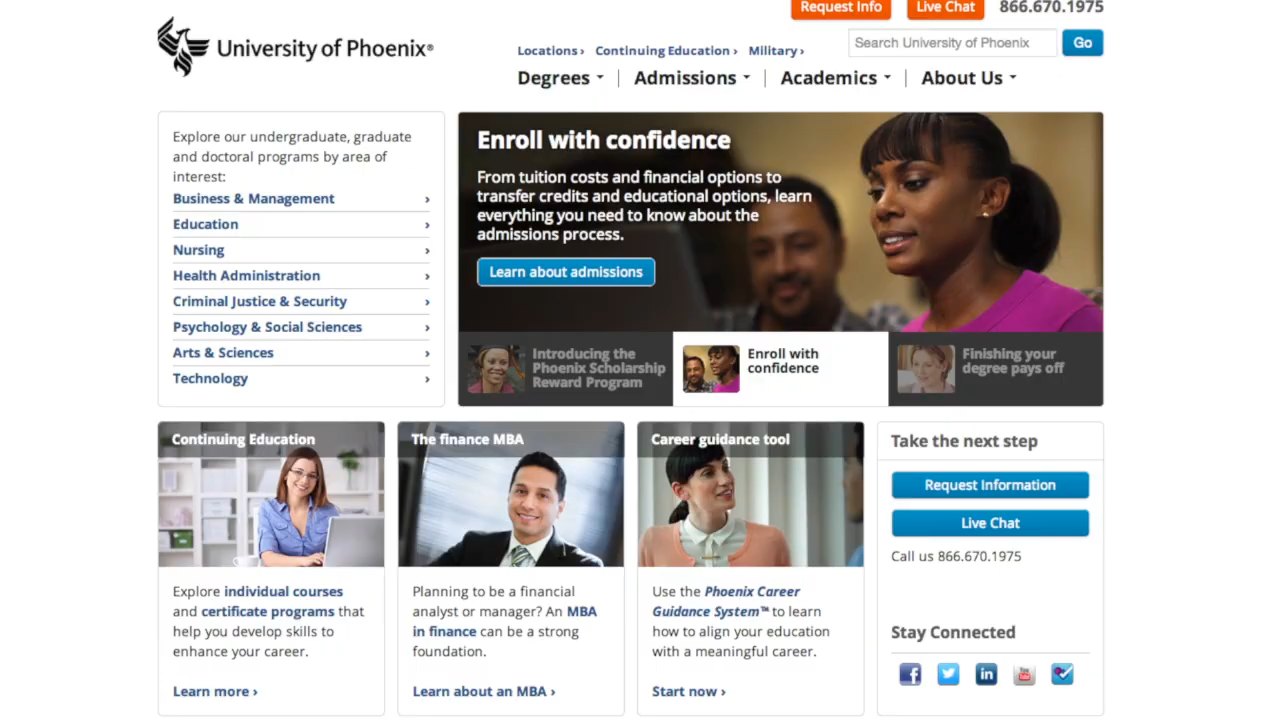 Request Info
Live Chat
866.670.1975
University of Phoenix®
Locations ›
Continuing Education ›
Military ›
Search University of Phoenix
Go
Degrees
Admissions
Academics
About Us
Explore our undergraduate, graduate
and doctoral programs by area of
interest:
Business & Management ›
Education ›
Nursing ›
Health Administration ›
Criminal Justice & Security ›
Psychology & Social Sciences ›
Arts & Sciences ›
Technology ›
Enroll with confidence
From tuition costs and financial options to
transfer credits and educational options, learn
everything you need to know about the
admissions process.
Learn about admissions
Introducing the
Phoenix Scholarship
Reward Program
Enroll with
confidence
Finishing your
degree pays off
Continuing Education
Explore individual courses
and certificate programs that
help you develop skills to
enhance your career.
Learn more ›
The finance MBA
Planning to be a financial
analyst or manager? An MBA
in finance can be a strong
foundation.
Learn about an MBA ›
Career guidance tool
Use the Phoenix Career
Guidance System™ to learn
how to align your education
with a meaningful career.
Start now ›
Take the next step
Request Information
Live Chat
Call us 866.670.1975
Stay Connected
f
in
You
Tube